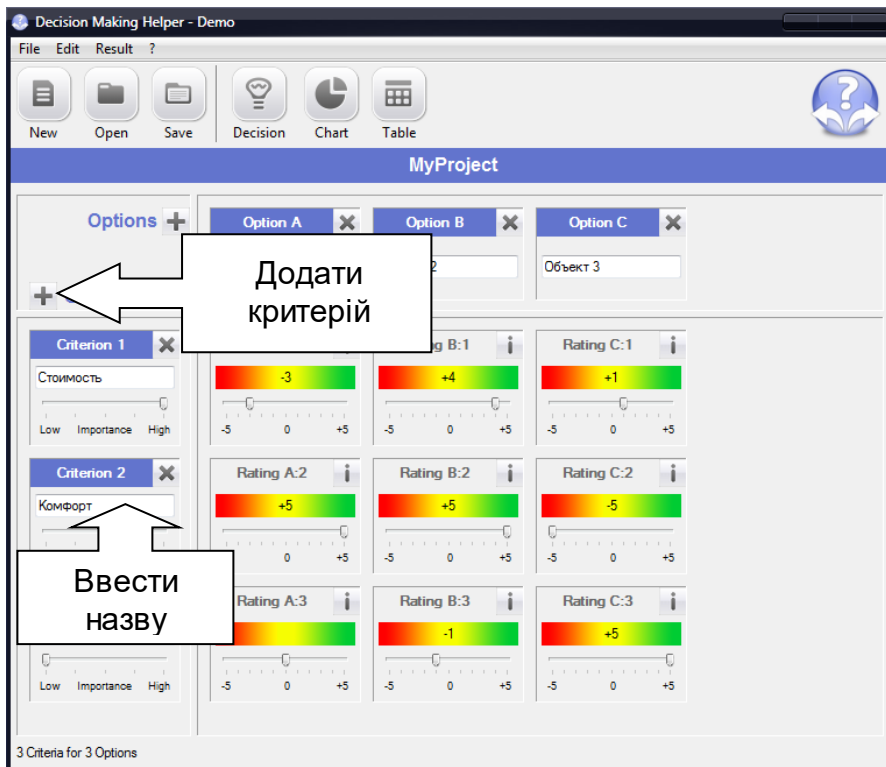 Decision Making Helper - Demo
File Edit Result ?
New Open Save Decision Chart Table
MyProject
Options Option A Option B Option C
2 Объект 3
Додати
критерій
Criterion 1 g B:1 Rating C:1
Стоимость -3 +4 +1
Low Importance High -5 0 +5 -5 0 +5 -5 0 +5
Criterion 2 Rating A:2 Rating B:2 Rating C:2
Комфорт +5 +5 -5
0 +5 -5 0 +5 -5 0 +5
Ввести
назву
Rating A:3 Rating B:3 Rating C:3
-1 +5
Low Importance High -5 0 +5 -5 0 +5 -5 0 +5
3 Criteria for 3 Options